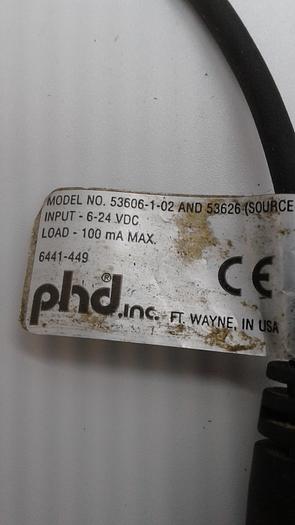 MODEL NO. 53606-1-02 AND 53626 (SOURCE
INPUT - 6-24 VDC
LOAD - 100 mA MAX.
6441-449
CE
phd® inc. FT. WAYNE, IN USA